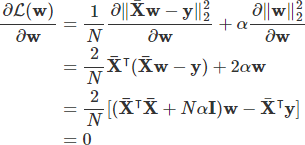 ∂𝓛(𝐰)/∂𝐰 = 1/N ∂‖X̄𝐰 − 𝐲‖₂²/∂𝐰 + α ∂‖𝐰‖₂²/∂𝐰
= 2/N X̄ᵀ(X̄𝐰 − 𝐲) + 2α𝐰
= 2/N [(X̄ᵀX̄ + Nα𝐈)𝐰 − X̄ᵀ𝐲]
= 0